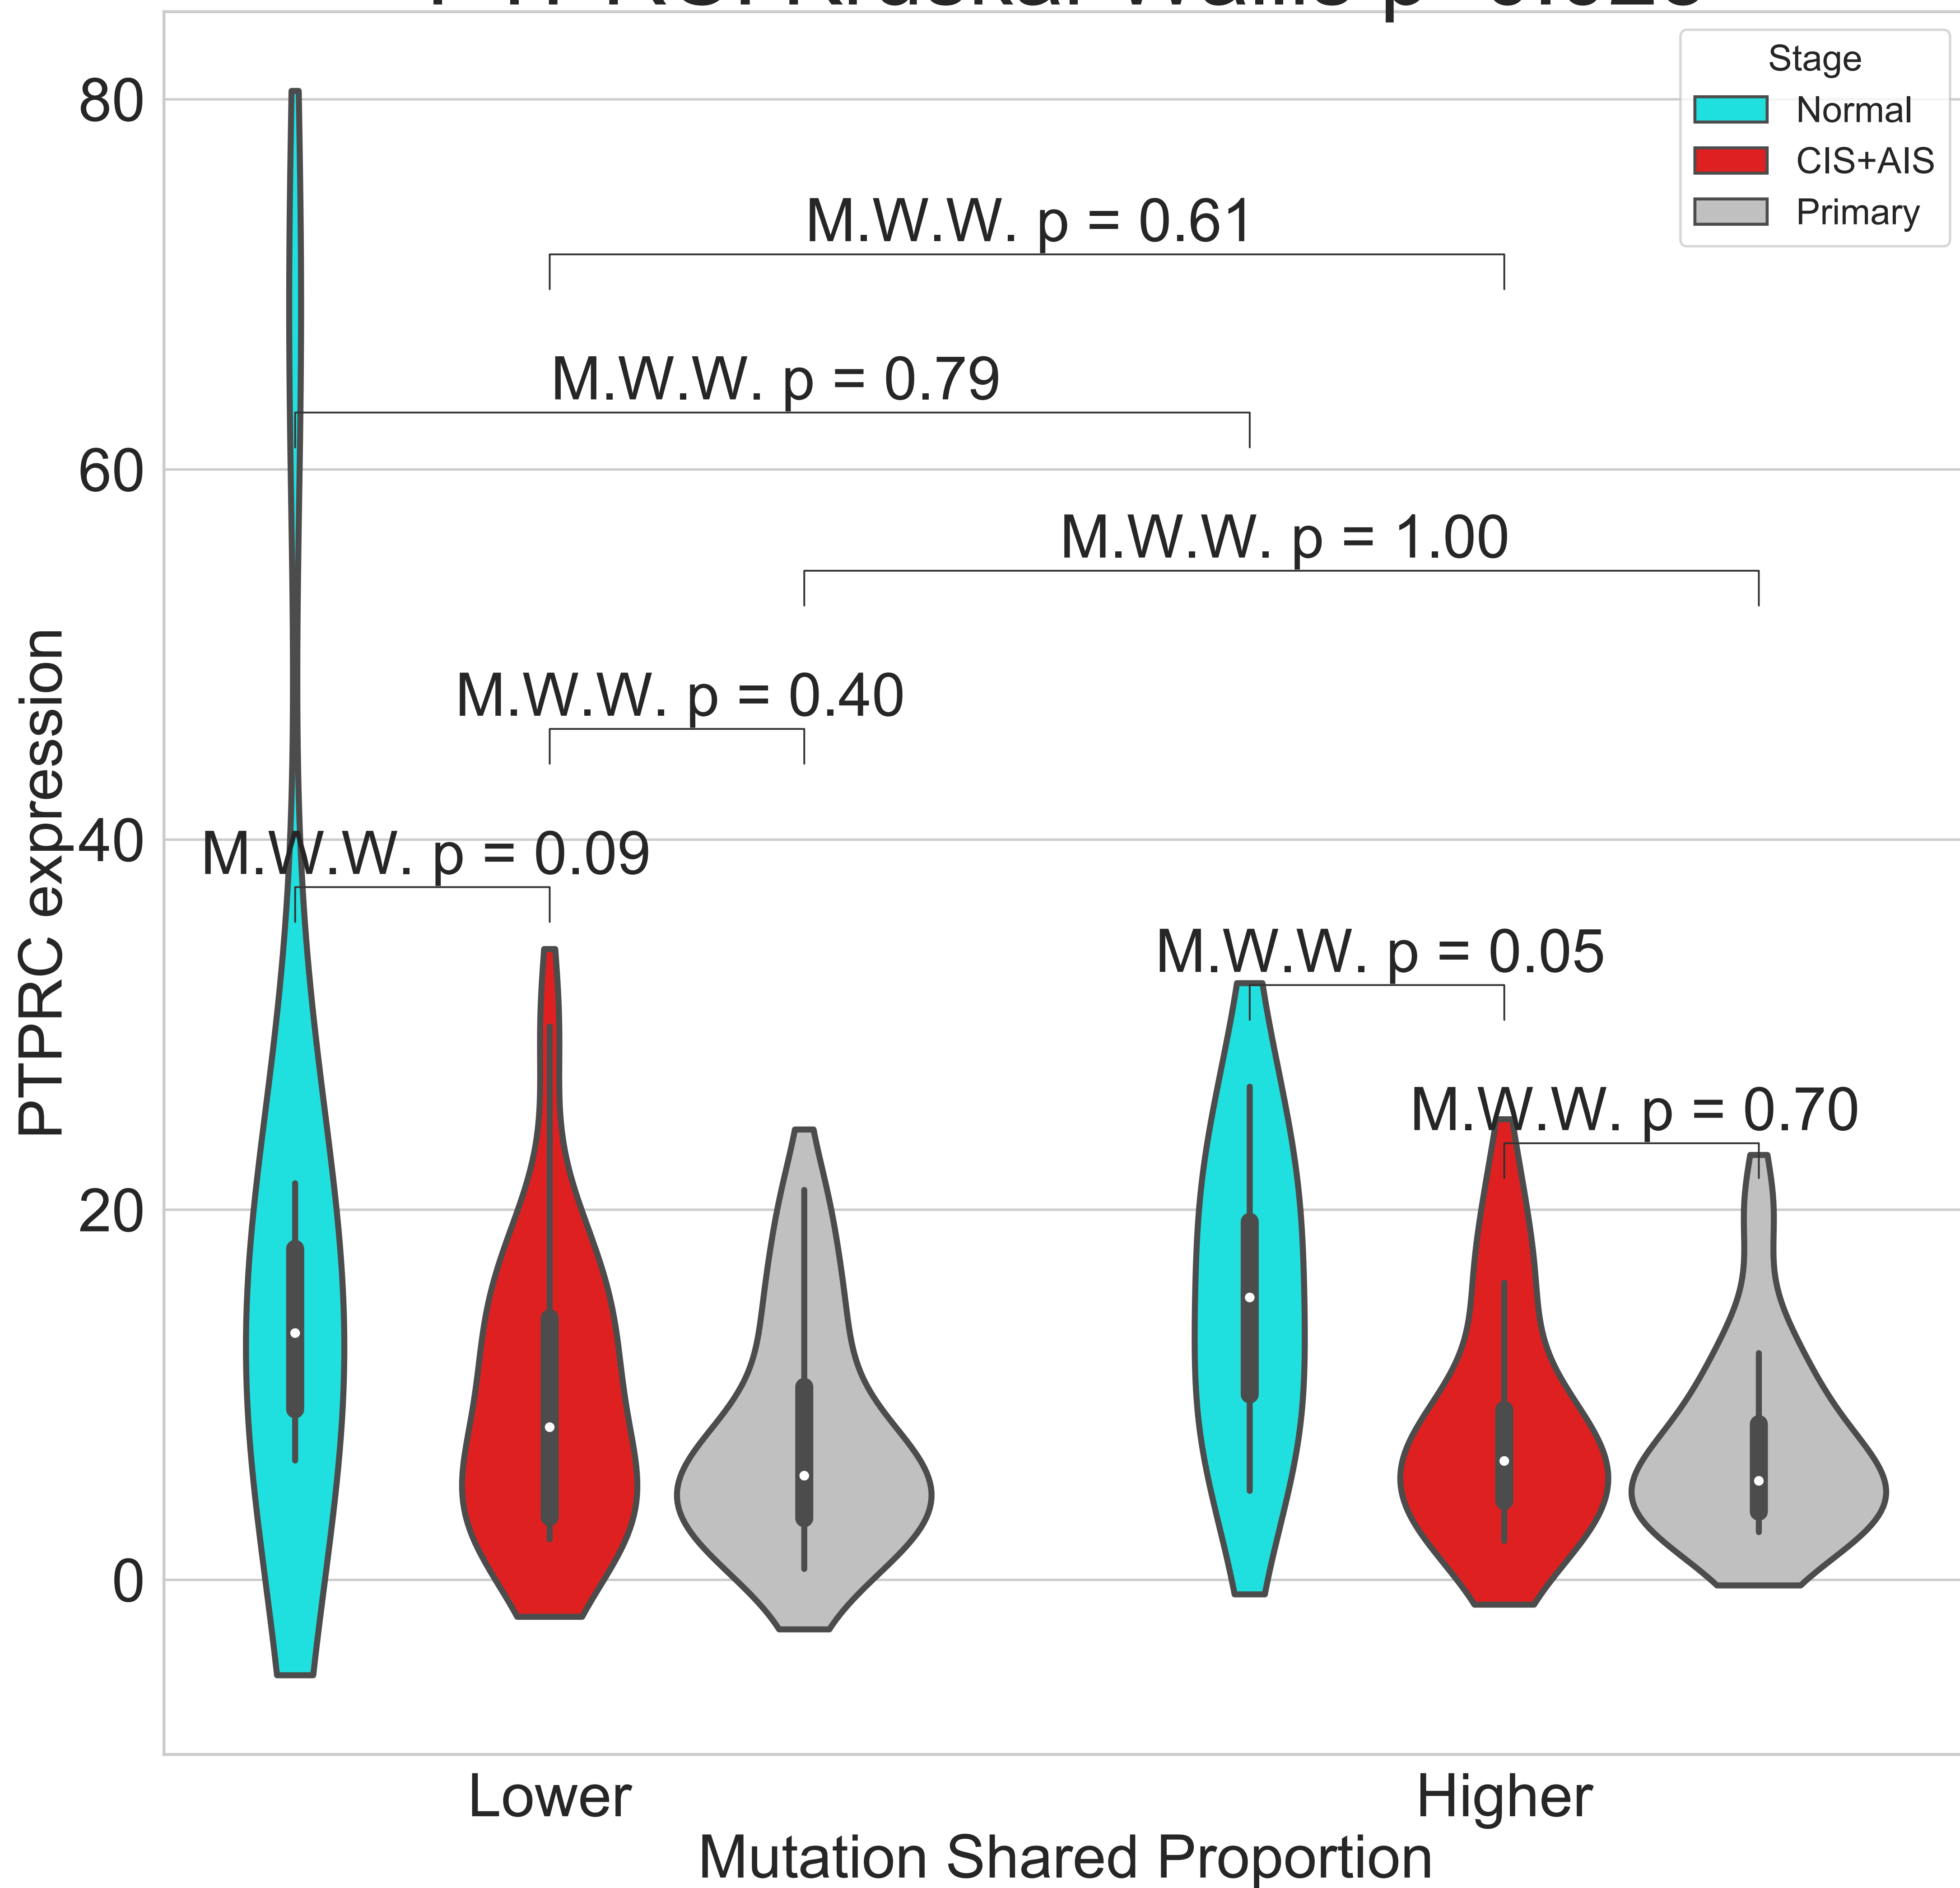 Stage
Normal
CIS+AIS
Primary
M.W.W. p = 0.61
M.W.W. p = 0.79
M.W.W. p = 1.00
M.W.W. p = 0.40
M.W.W. p = 0.09
M.W.W. p = 0.05
M.W.W. p = 0.70
80
60
40
20
0
PTPRC expression
Lower
Higher
Mutation Shared Proportion